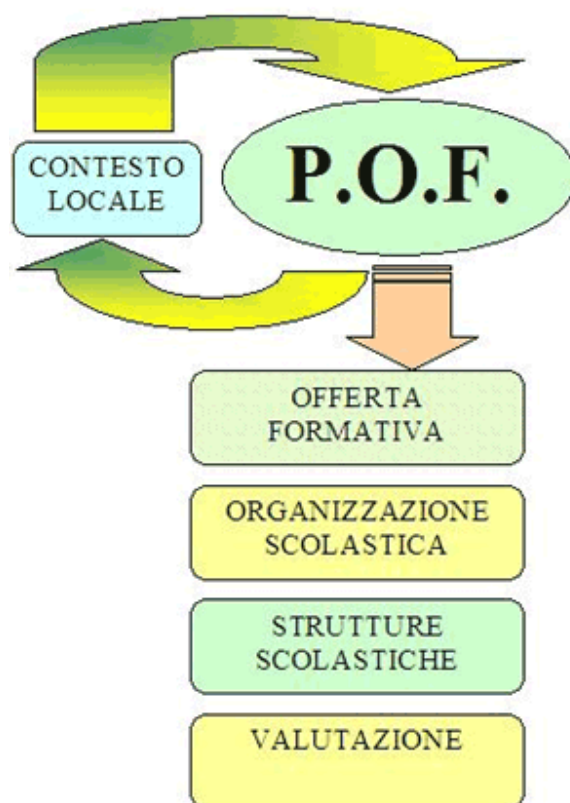 CONTESTO
LOCALE
P.O.F.
OFFERTA
FORMATIVA
ORGANIZZAZIONE
SCOLASTICA
STRUTTURE
SCOLASTICHE
VALUTAZIONE